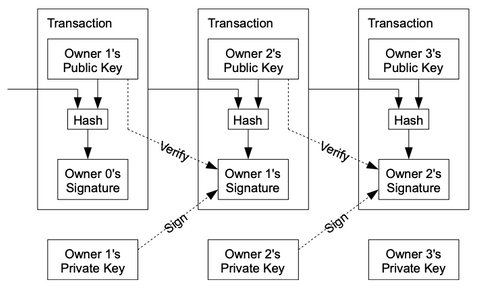 Transaction
Owner 1's
Public Key
Hash
Owner 0's
Signature
Transaction
Owner 2's
Public Key
Hash
Verify
Owner 1's
Signature
Transaction
Owner 3's
Public Key
Hash
Verify
Owner 2's
Signature
Owner 1's
Private Key
Sign
Owner 2's
Private Key
Sign
Owner 3's
Private Key